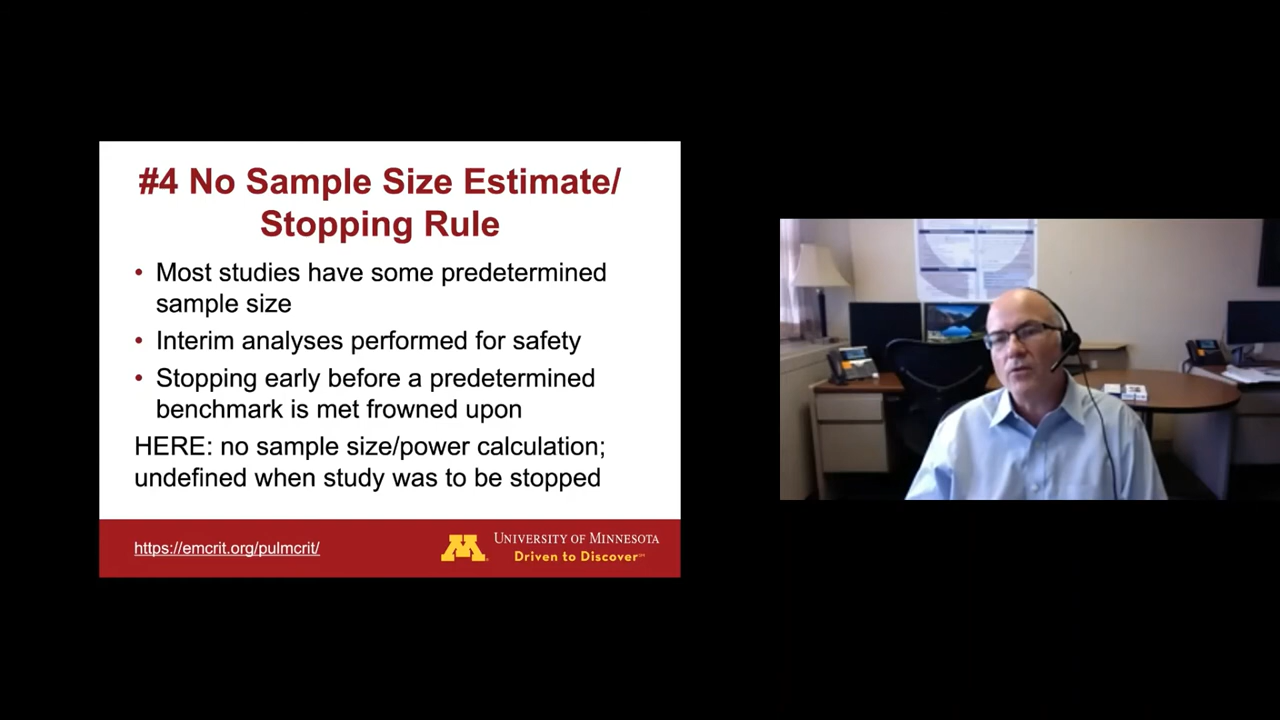 #4 No Sample Size Estimate/
Stopping Rule
• Most studies have some predetermined
sample size
• Interim analyses performed for safety
• Stopping early before a predetermined
benchmark is met frowned upon
HERE: no sample size/power calculation;
undefined when study was to be stopped
https://emcrit.org/pulmcrit/
UNIVERSITY OF MINNESOTA
Driven to Discover℠